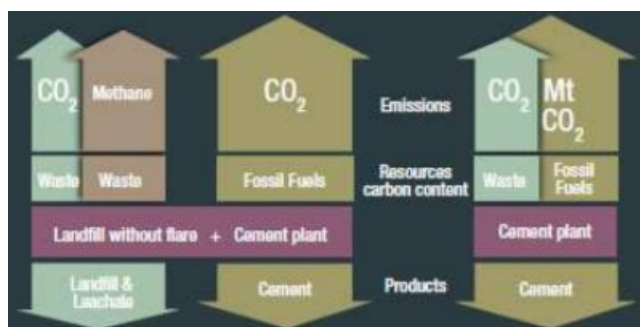 CO2
Methane
CO2
Emissions
CO2
Mt
CO2
Waste
Waste
Fossil Fuels
Resources
carbon content
Waste
Fossil
Fuels
Landfill without flare + Cement plant
Cement plant
Landfill &
Leachate
Cement
Products
Cement